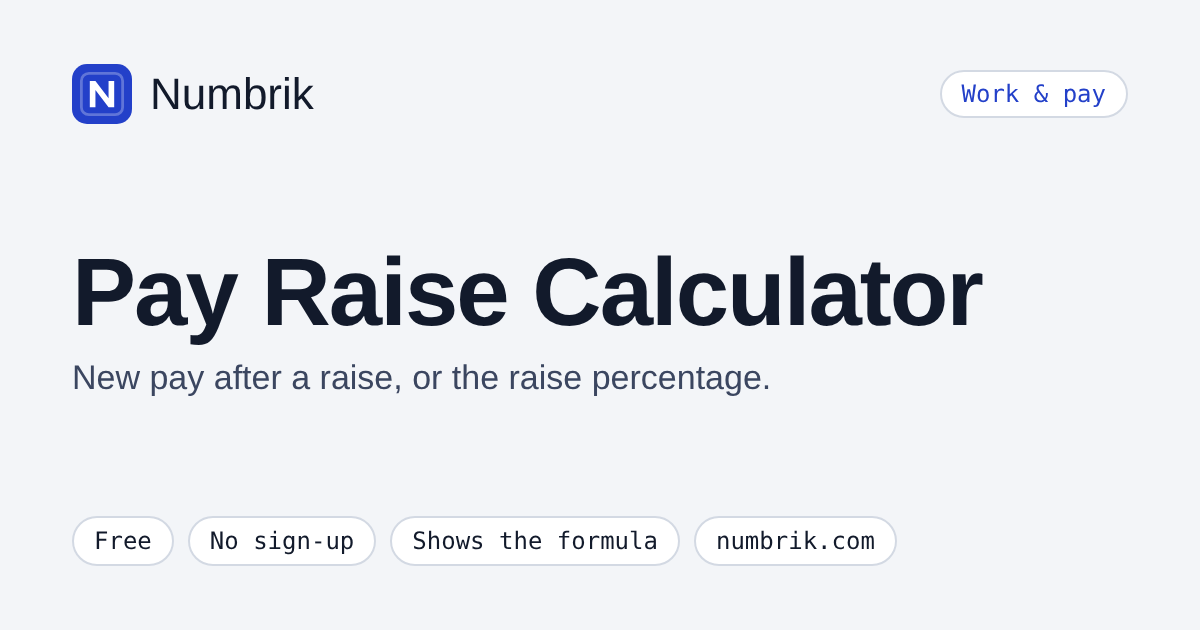 N Numbrik
Work & pay
Pay Raise Calculator
New pay after a raise, or the raise percentage.
Free
No sign-up
Shows the formula
numbrik.com